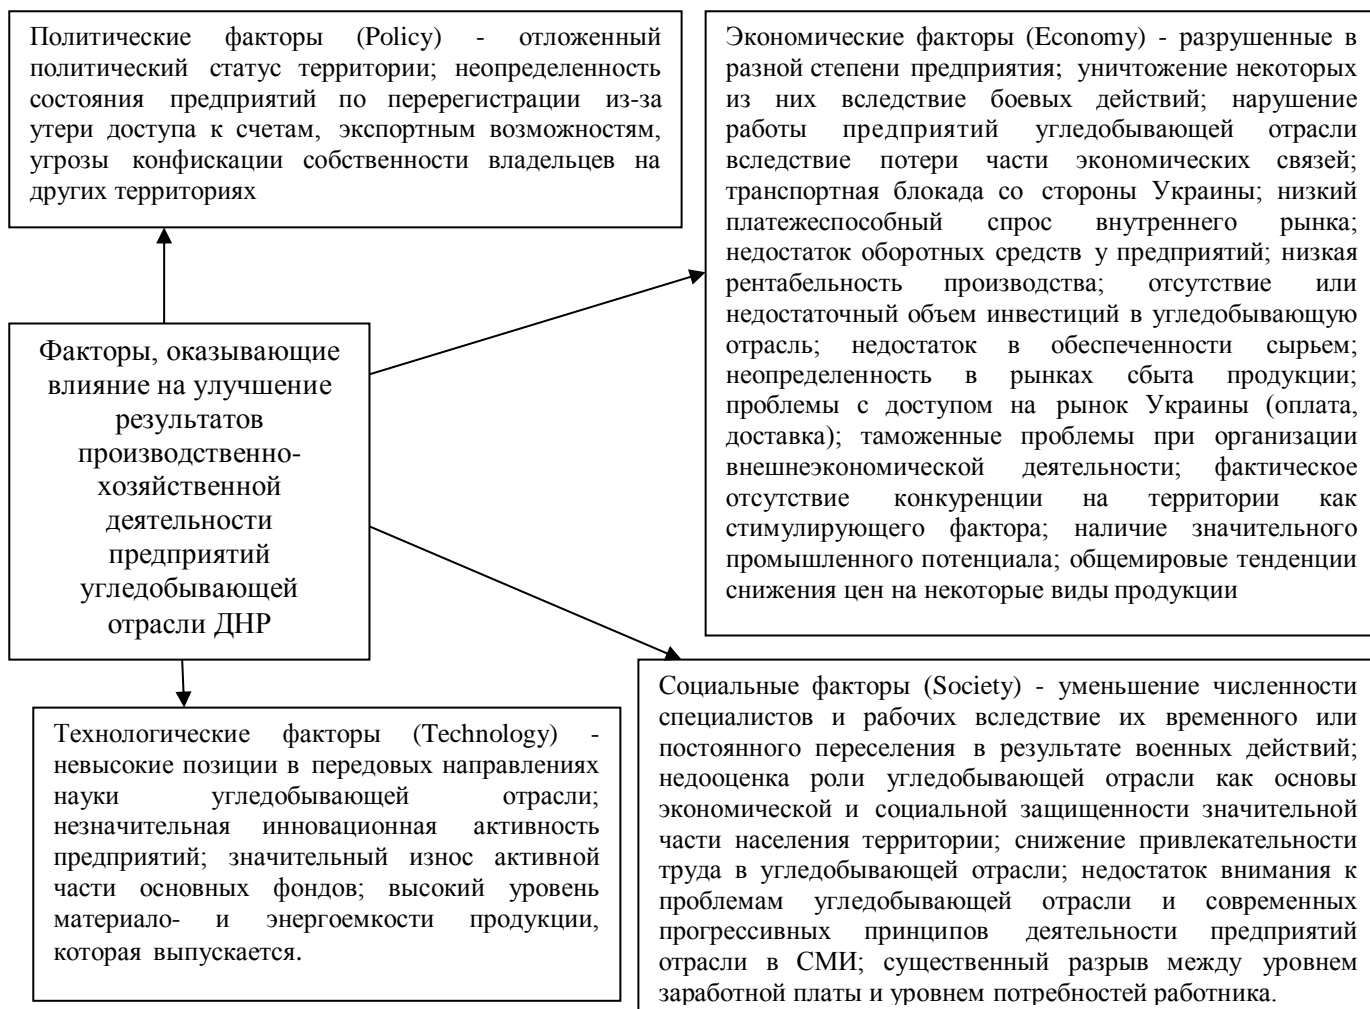 Политические факторы (Policy) - отложенный
политический статус территории; неопределенность
состояния предприятий по перерегистрации из-за
утери доступа к счетам, экспортным возможностям,
угрозы конфискации собственности владельцев на
других территориях
Экономические факторы (Economy) - разрушенные в
разной степени предприятия; уничтожение некоторых
из них вследствие боевых действий; нарушение
работы предприятий угледобывающей отрасли
вследствие потери части экономических связей;
транспортная блокада со стороны Украины; низкий
платежеспособный спрос внутреннего рынка;
недостаток оборотных средств у предприятий; низкая
рентабельность производства; отсутствие или
недостаточный объем инвестиций в угледобывающую
отрасль; недостаток в обеспеченности сырьем;
неопределенность в рынках сбыта продукции;
проблемы с доступом на рынок Украины (оплата,
доставка); таможенные проблемы при организации
внешнеэкономической деятельности; фактическое
отсутствие конкуренции на территории как
стимулирующего фактора; наличие значительного
промышленного потенциала; общемировые тенденции
снижения цен на некоторые виды продукции
Факторы, оказывающие
влияние на улучшение
результатов
производственно-
хозяйственной
деятельности
предприятий
угледобывающей
отрасли ДНР
Технологические факторы (Technology) -
невысокие позиции в передовых направлениях
науки угледобывающей отрасли;
незначительная инновационная активность
предприятий; значительный износ активной
части основных фондов; высокий уровень
материало- и энергоемкости продукции,
которая выпускается.
Социальные факторы (Society) - уменьшение численности
специалистов и рабочих вследствие их временного или
постоянного переселения в результате военных действий;
недооценка роли угледобывающей отрасли как основы
экономической и социальной защищенности значительной
части населения территории; снижение привлекательности
труда в угледобывающей отрасли; недостаток внимания к
проблемам угледобывающей отрасли и современных
прогрессивных принципов деятельности предприятий
отрасли в СМИ; существенный разрыв между уровнем
заработной платы и уровнем потребностей работника.